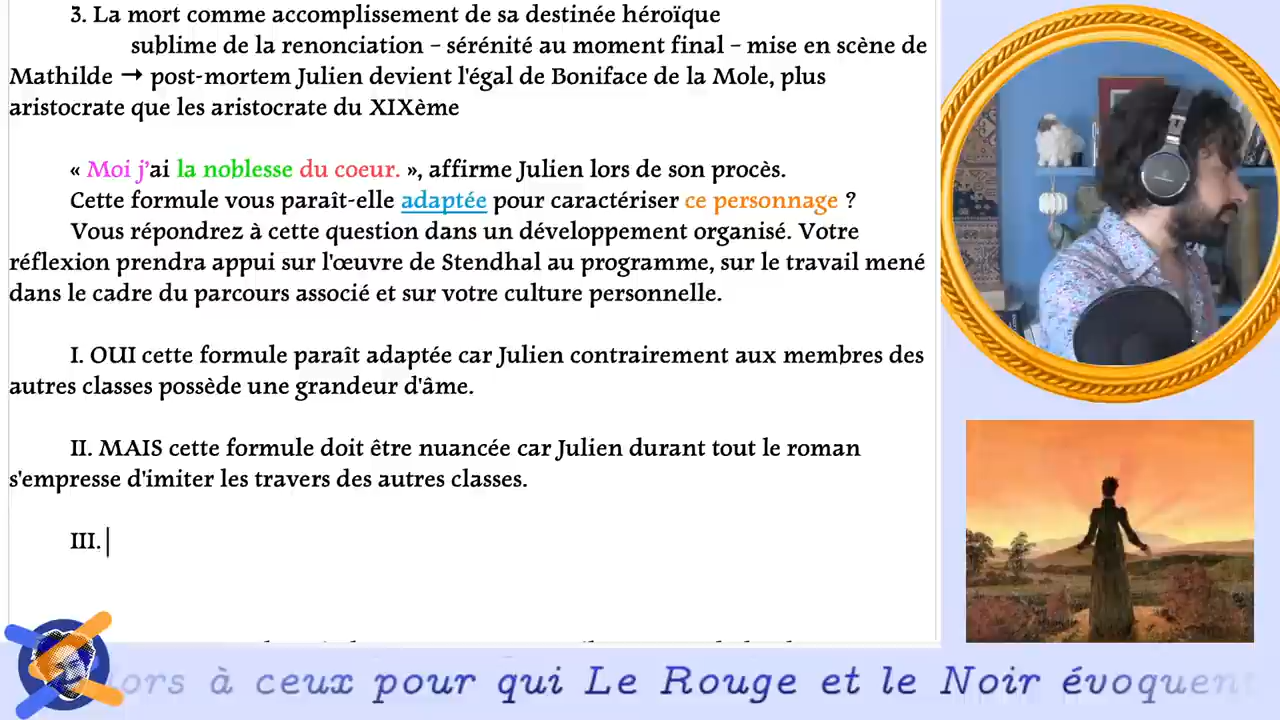 3. La mort comme accomplissement de sa destinée héroïque
sublime de la renonciation – sérénité au moment final – mise en scène de
Mathilde → post-mortem Julien devient l'égal de Boniface de la Mole, plus
aristocrate que les aristocrate du XIXème
« Moi j’ai la noblesse du coeur. », affirme Julien lors de son procès.
Cette formule vous paraît-elle adaptée pour caractériser ce personnage ?
Vous répondrez à cette question dans un développement organisé. Votre
réflexion prendra appui sur l'œuvre de Stendhal au programme, sur le travail mené
dans le cadre du parcours associé et sur votre culture personnelle.
I. OUI cette formule paraît adaptée car Julien contrairement aux membres des
autres classes possède une grandeur d'âme.
II. MAIS cette formule doit être nuancée car Julien durant tout le roman
s'empresse d'imiter les travers des autres classes.
III.
à ceux pour qui Le Rouge et le Noir évoquent